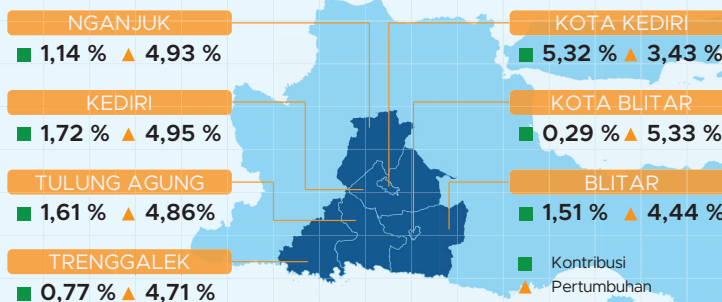 NGANJUK
1,14 % 4,93 %
KEDIRI
1,72 % 4,95 %
TULUNG AGUNG
1,61 % 4,86%
TRENGGALEK
0,77 % 4,71 %
KOTA KEDIRI
5,32 % 3,43 %
KOTA BLITAR
0,29 % 5,33 %
BLITAR
1,51 % 4,44 %
Kontribusi
Pertumbuhan